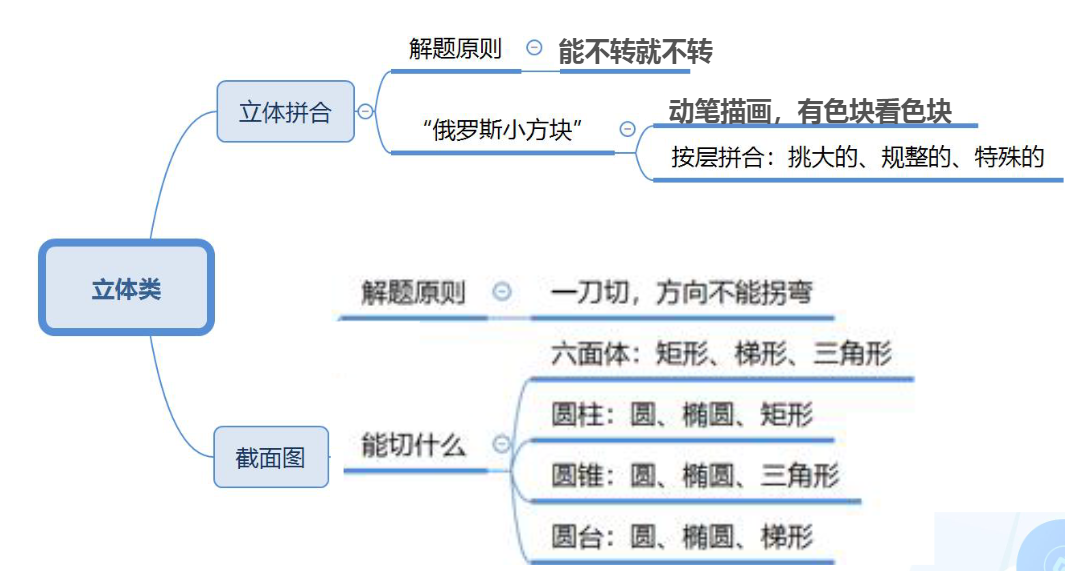 解题原则
能不转就不转
立体拼合
“俄罗斯小方块”
动笔描画，有色块看色块
按层拼合：挑大的、规整的、特殊的
立体类
解题原则
一刀切，方向不能拐弯
截面图
能切什么
六面体：矩形、梯形、三角形
圆柱：圆、椭圆、矩形
圆锥：圆、椭圆、三角形
圆台：圆、椭圆、梯形